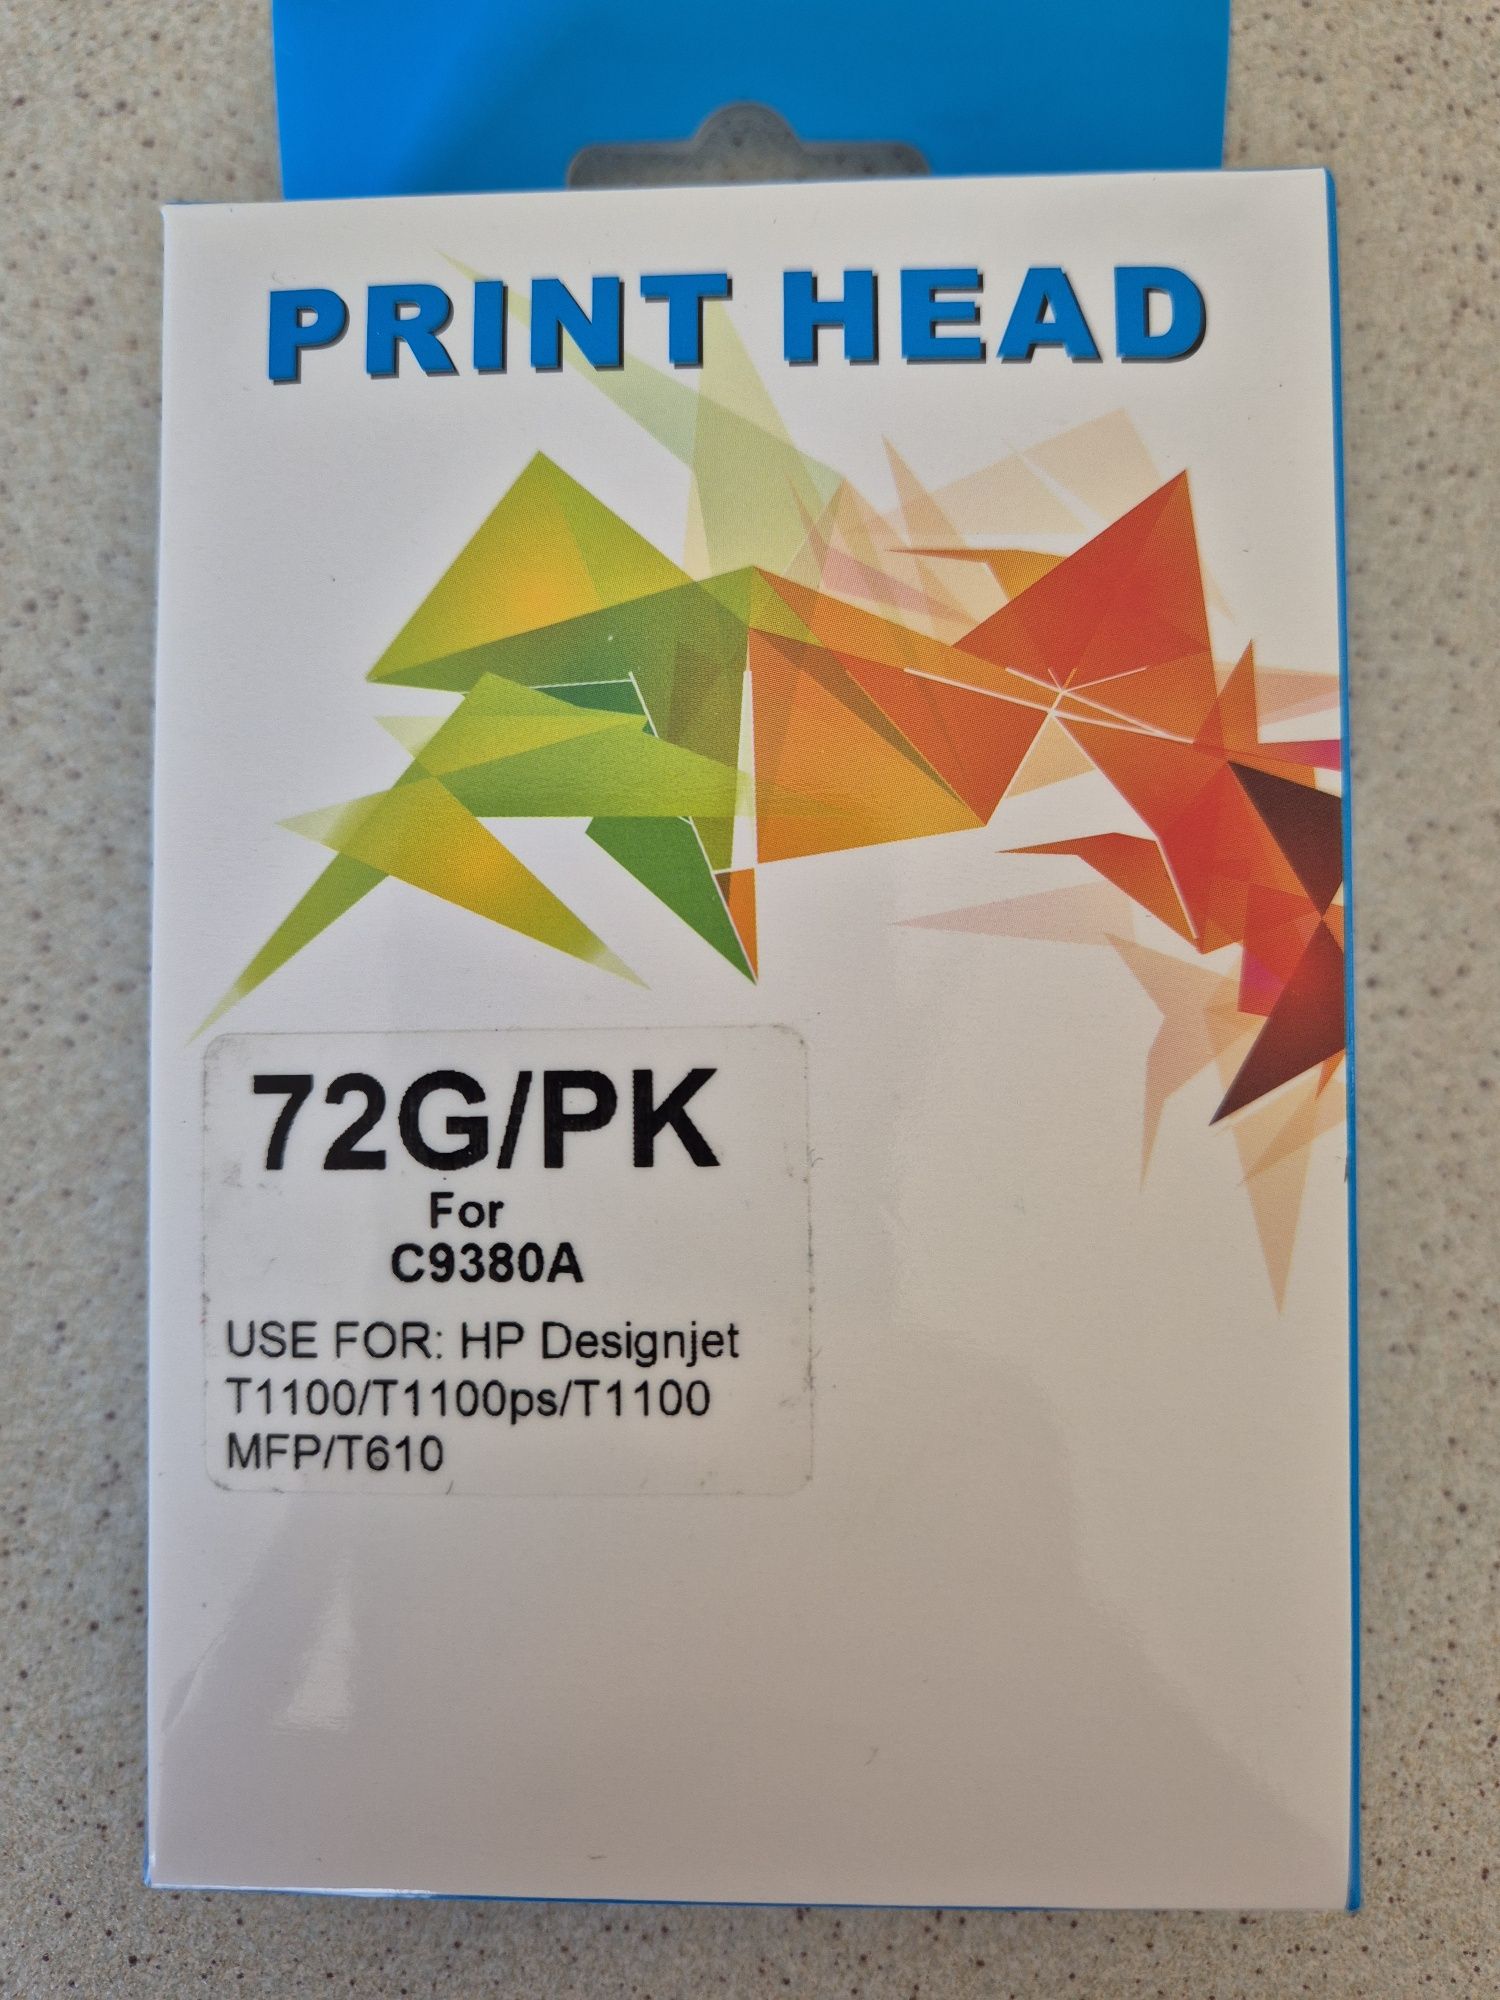 PRINT HEAD
72G/PK
For
C9380A
USE FOR: HP Designjet
T1100/T1100ps/T1100
MFP/T610